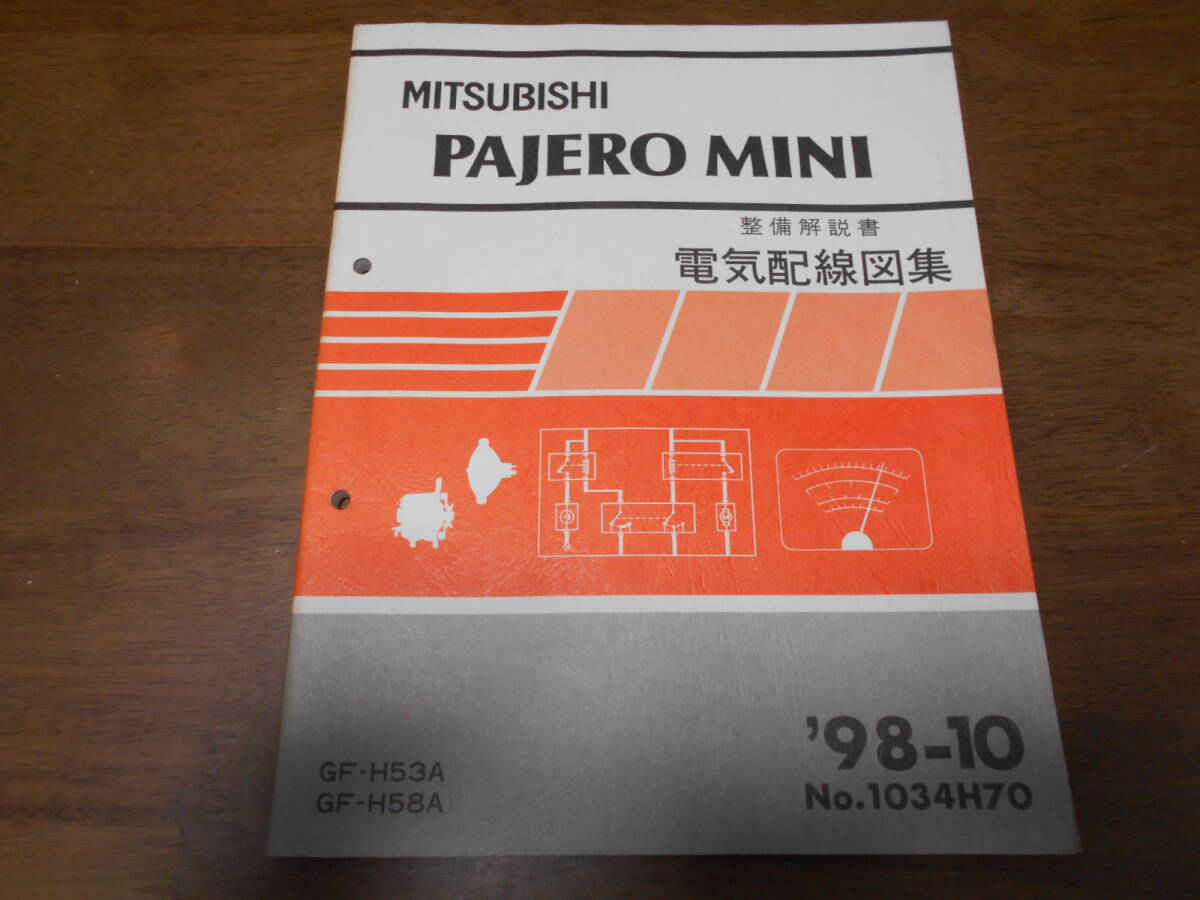 MITSUBISHI
PAJERO MINI
整備解説書
電気配線図集
GF-H53A
GF-H58A
'98-10
No.1034H70